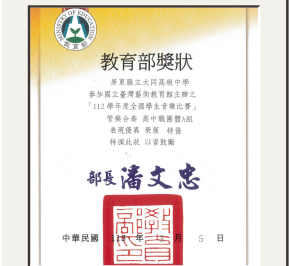 MINISTRY OF EDUCATION
教育部
教育部獎狀
屏東縣立大同高級中學
參加國立臺灣藝術教育館主辦之
「112 學年度全國學生音樂比賽」
管樂合奏 高中職團體A組
表現優異 榮獲 特優
特頒此狀 以資鼓勵
部長潘文忠
中華民國 年 月 5 日